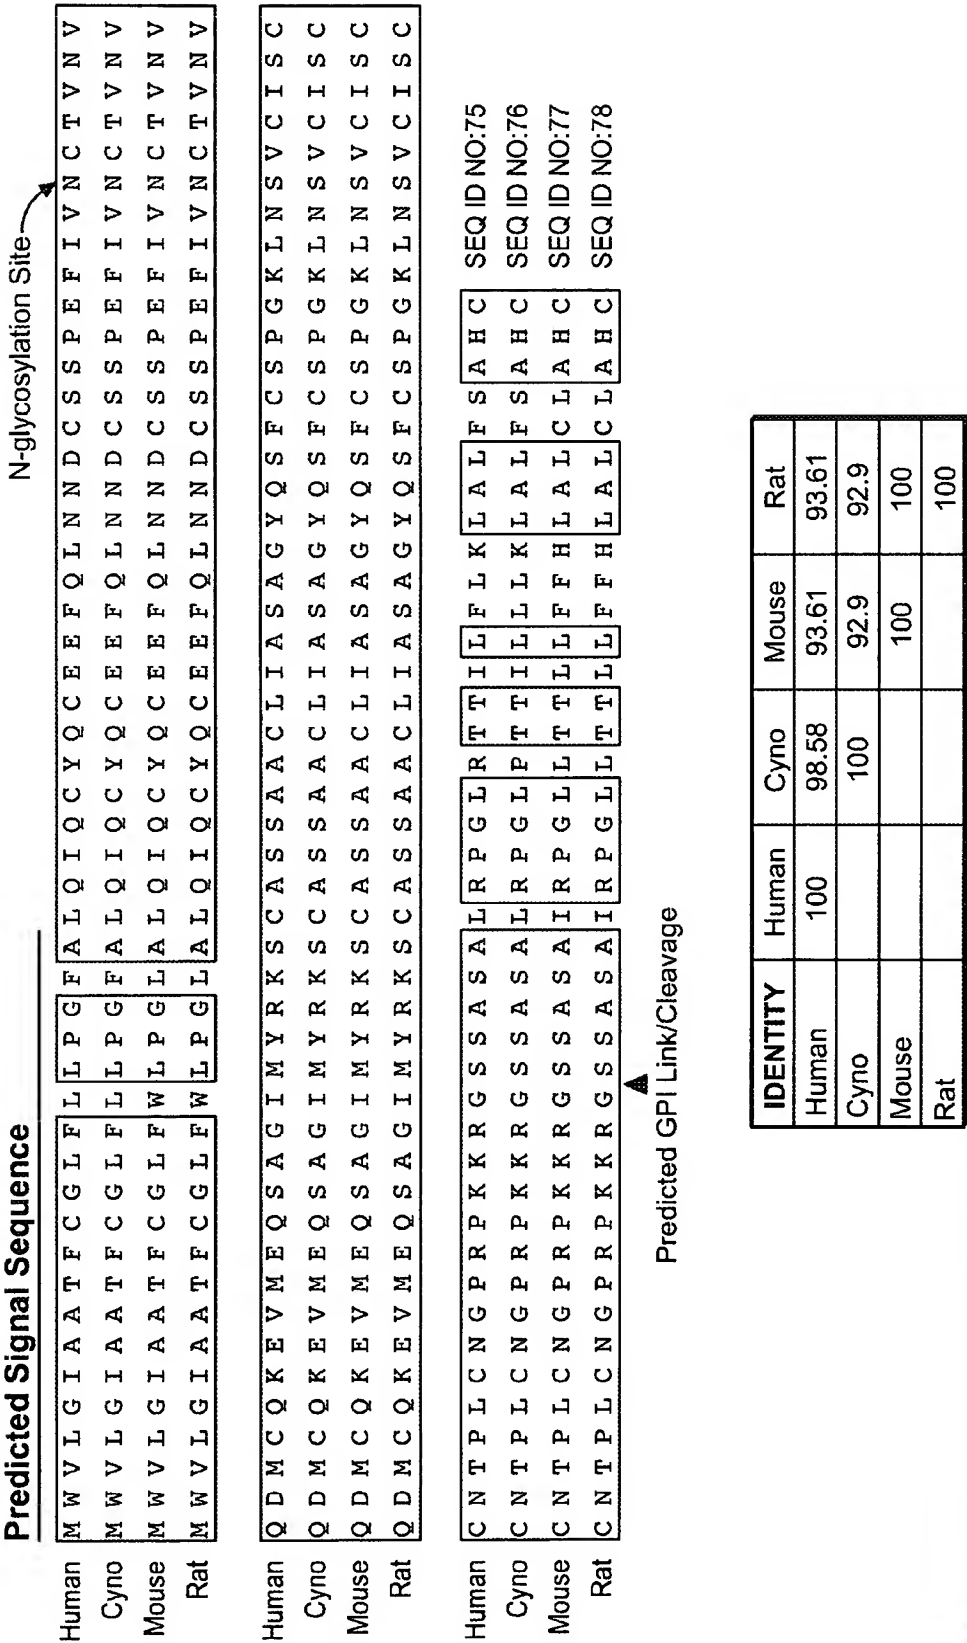 Predicted Signal Sequence
N-glycosylation Site
Human M W V L G I A A T F C G L F L L P G F A L Q I Q C Y Q C E E F Q L N N D C S S P E F I V N C T V N V
Cyno M W V L G I A A T F C G L F L L P G F A L Q I Q C Y Q C E E F Q L N N D C S S P E F I V N C T V N V
Mouse M W V L G I A A T F C G L F W L P G L A L Q I Q C Y Q C E E F Q L N N D C S S P E F I V N C T V N V
Rat M W V L G I A A T F C G L F W L P G L A L Q I Q C Y Q C E E F Q L N N D C S S P E F I V N C T V N V
Human Q D M C Q K E V M E Q S A G I M Y R K S C A S S A A C L I A S A G Y Q S F C S P G K L N S V C I S C
Cyno Q D M C Q K E V M E Q S A G I M Y R K S C A S S A A C L I A S A G Y Q S F C S P G K L N S V C I S C
Mouse Q D M C Q K E V M E Q S A G I M Y R K S C A S S A A C L I A S A G Y Q S F C S P G K L N S V C I S C
Rat Q D M C Q K E V M E Q S A G I M Y R K S C A S S A A C L I A S A G Y Q S F C S P G K L N S V C I S C
Human C N T P L C N G P R P K K R G S S A S A L R P G L R T T I L F L K L A L F S A H C SEQ ID NO:75
Cyno C N T P L C N G P R P K K R G S S A S A L R P G L P T T I L L L K L A L F S A H C SEQ ID NO:76
Mouse C N T P L C N G P R P K K R G S S A S A I R P G L L T T L L F F H L A L C L A H C SEQ ID NO:77
Rat C N T P L C N G P R P K K R G S S A S A I R P G L L T T L L F F H L A L C L A H C SEQ ID NO:78
Predicted GPI Link/Cleavage
IDENTITY Human Cyno Mouse Rat
Human 100 98.58 93.61 93.61
Cyno 100 92.9 92.9
Mouse 100 100
Rat 100